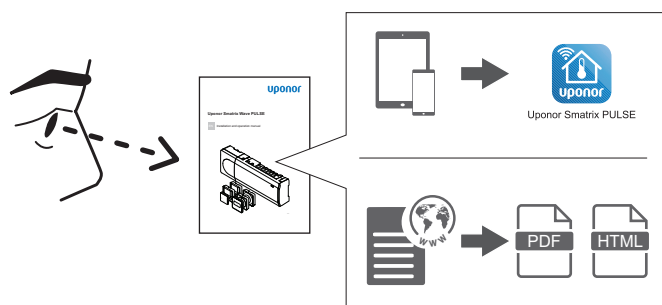 uponor
Uponor Smatrix Wave PULSE
Installation and operation manual
uponor
Uponor Smatrix PULSE
www
PDF
HTML